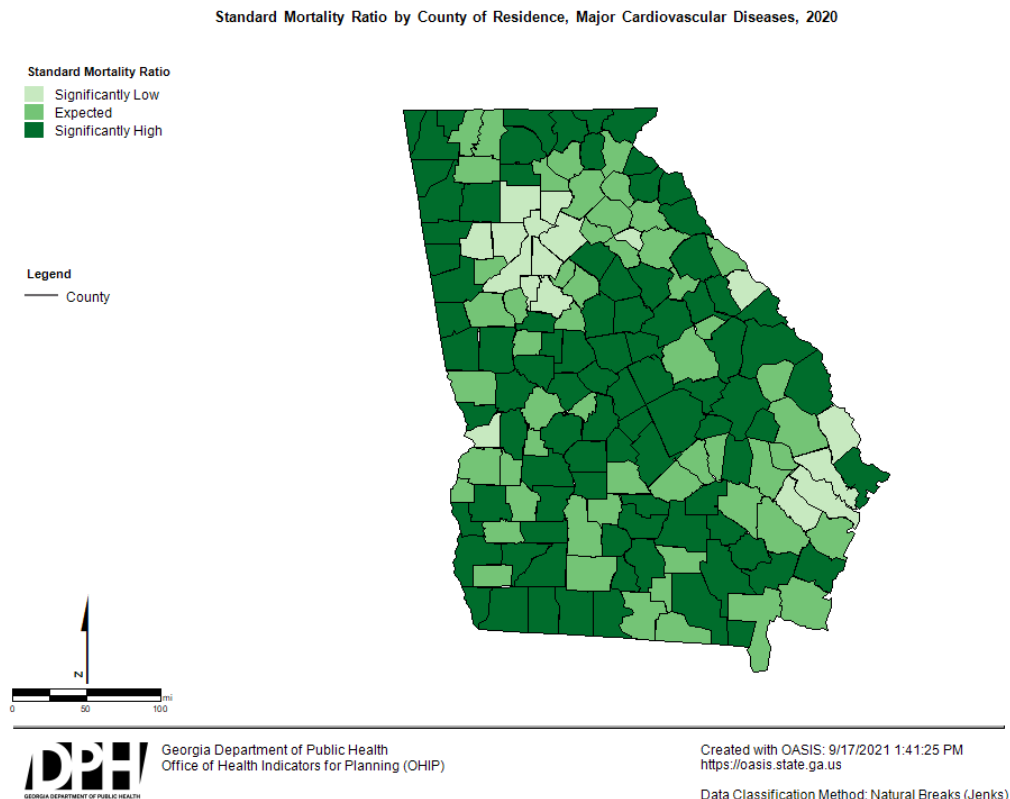 Standard Mortality Ratio by County of Residence, Major Cardiovascular Diseases, 2020
Standard Mortality Ratio
Significantly Low
Expected
Significantly High
Legend
County
N
mi
0 50 100
DPH
GEORGIA DEPARTMENT OF PUBLIC HEALTH
Georgia Department of Public Health
Office of Health Indicators for Planning (OHIP)
Created with OASIS: 9/17/2021 1:41:25 PM
https://oasis.state.ga.us
Data Classification Method: Natural Breaks (Jenks)